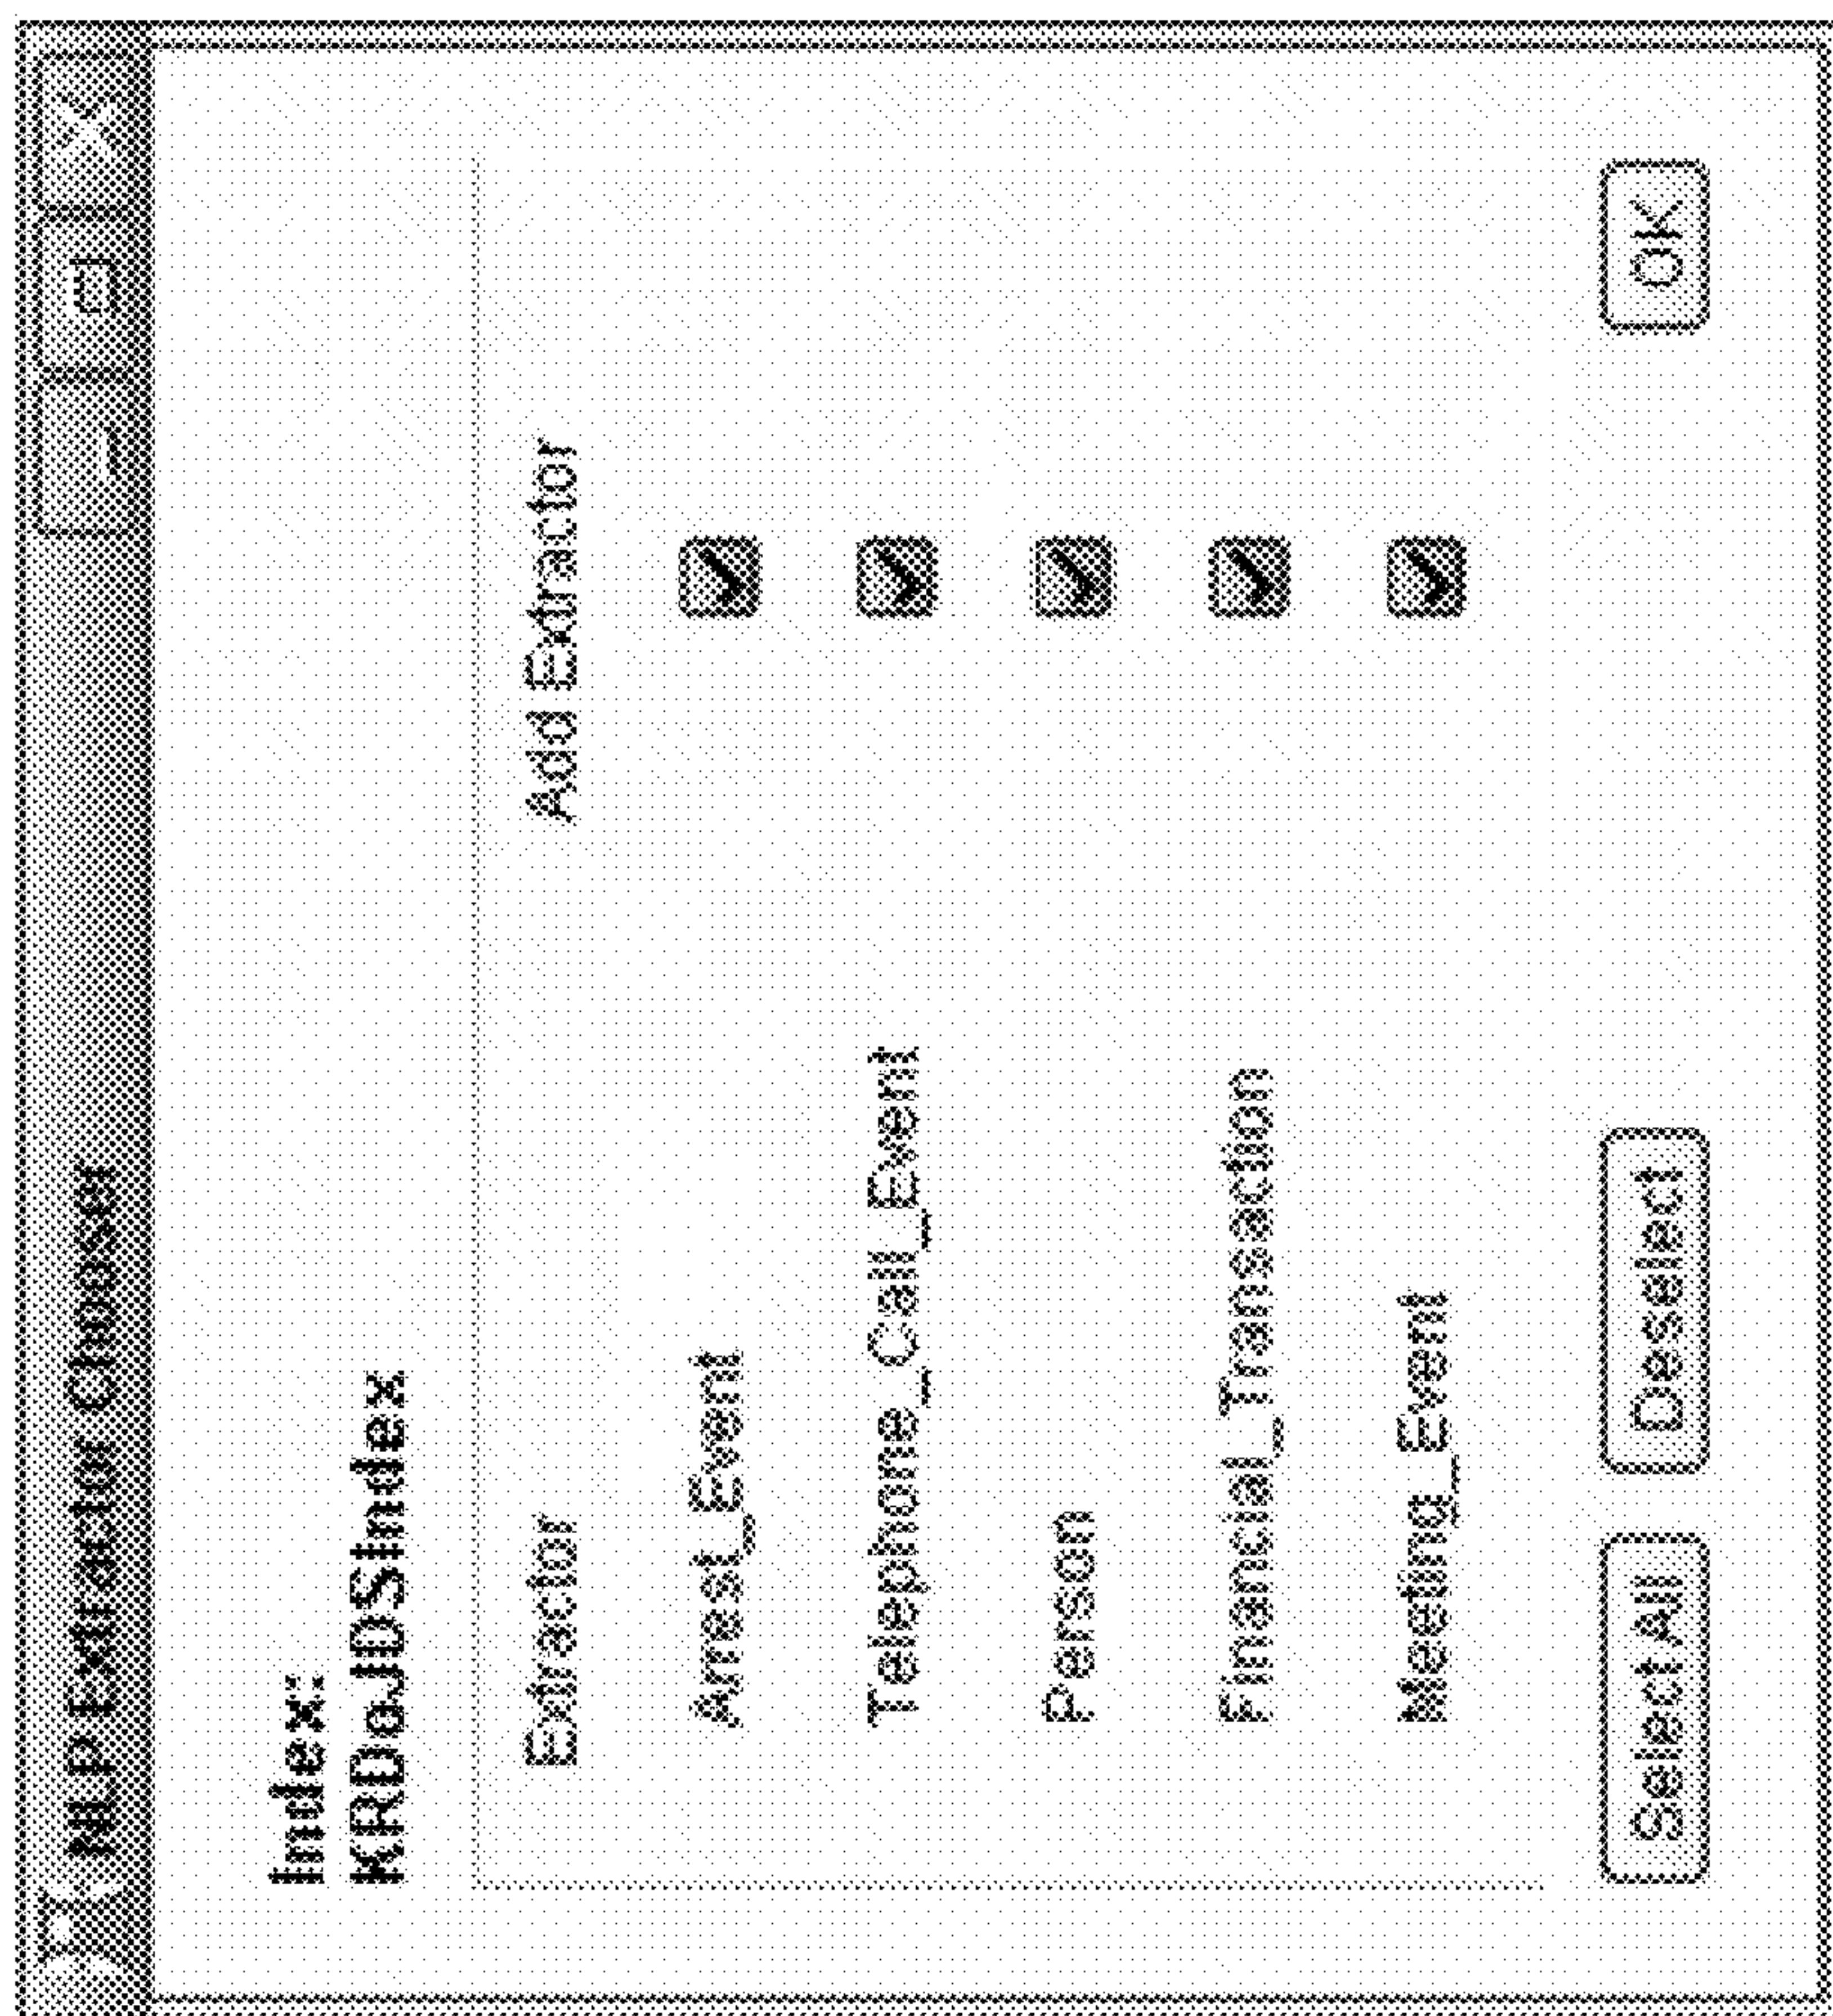 NLP Extractor Chooser
Index:
KRDoJDSIndex
Extractor Add Extractor
Arrest_Event
Telephone_Call_Event
Person
Financial_Transaction
Meeting_Event
Select All Deselect OK